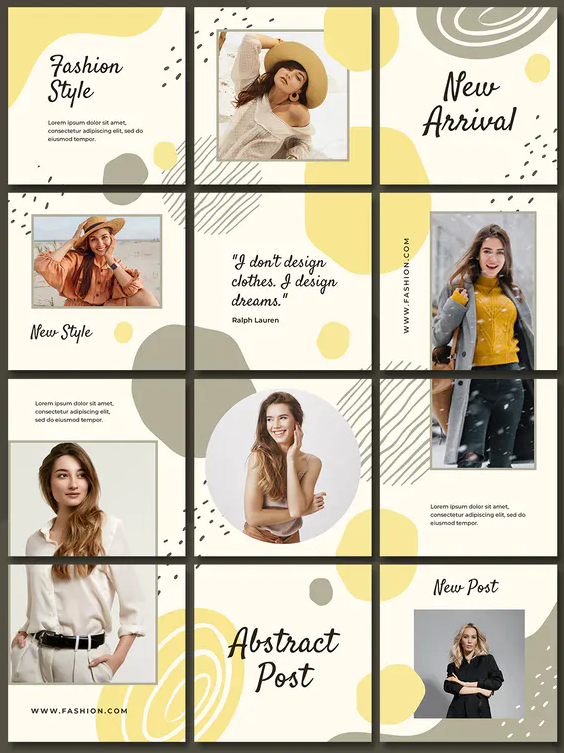 Fashion
Style
Lorem ipsum dolor sit amet,
consectetur adipiscing elit, sed do
eiusmod tempor.
New
Arrival
New Style
"I don't design
clothes. I design
dreams."
Ralph Lauren
WWW.FASHION.COM
Lorem ipsum dolor sit amet,
consectetur adipiscing elit,
sed do eiusmod tempor.
Lorem ipsum dolor sit amet,
consectetur adipiscing elit, sed do
eiusmod tempor.
WWW.FASHION.COM
Abstract
Post
New Post